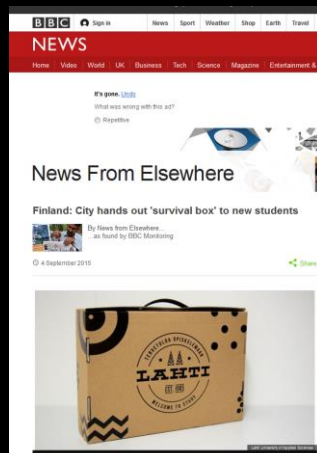 BBC Sign in News Sport Weather Shop Earth Travel
NEWS
Home Video World UK Business Tech Science Magazine Entertainment &
It's gone. Undo
What was wrong with this ad?
Repetitive
News From Elsewhere
Finland: City hands out 'survival box' to new students
By News from Elsewhere...
...as found by BBC Monitoring
4 September 2015
Share
TERVETULOA OPISKELEMAAN
LAHTI
WELCOME TO STUDY